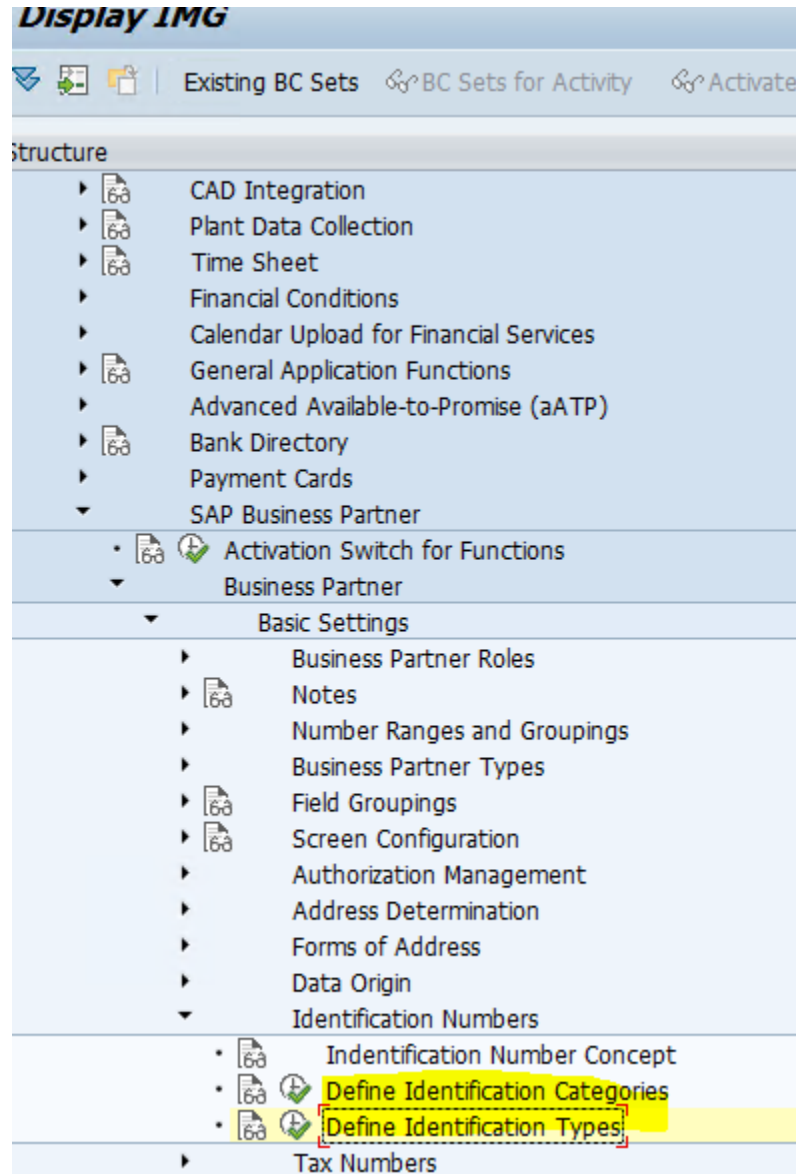 Display IMG
Existing BC Sets BC Sets for Activity Activate
Structure
CAD Integration
Plant Data Collection
Time Sheet
Financial Conditions
Calendar Upload for Financial Services
General Application Functions
Advanced Available-to-Promise (aATP)
Bank Directory
Payment Cards
SAP Business Partner
Activation Switch for Functions
Business Partner
Basic Settings
Business Partner Roles
Notes
Number Ranges and Groupings
Business Partner Types
Field Groupings
Screen Configuration
Authorization Management
Address Determination
Forms of Address
Data Origin
Identification Numbers
Indentification Number Concept
Define Identification Categories
Define Identification Types
Tax Numbers